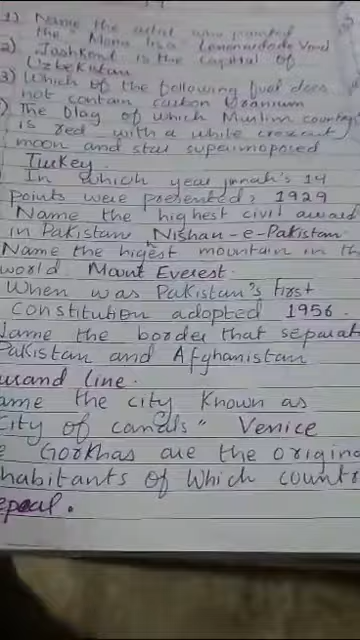 1) Name the artist who painted
the "Mona Lisa" Leonardo da Vinci
2) Tashkent is the capital of
Uzbekistan
3) Which of the following fuel does
not contain carbon Uranium
) The blag of which Muslim country
is red with a white crescent
moon and star superimoposed
Turkey.
In which year jinnah's 14
points were presented? 1929
Name the highest civil award
in Pakistan Nishan-e-Pakistan
Name the higest mountain in th
world Mount Everest.
When was Pakistan's first
constitution adopted 1956.
Name the border that separat
Pakistan and Afghanistan
urand line.
ame the city known as
City of canals" Venice
e Gorkhas are the origina
habitants of which countr
epal.